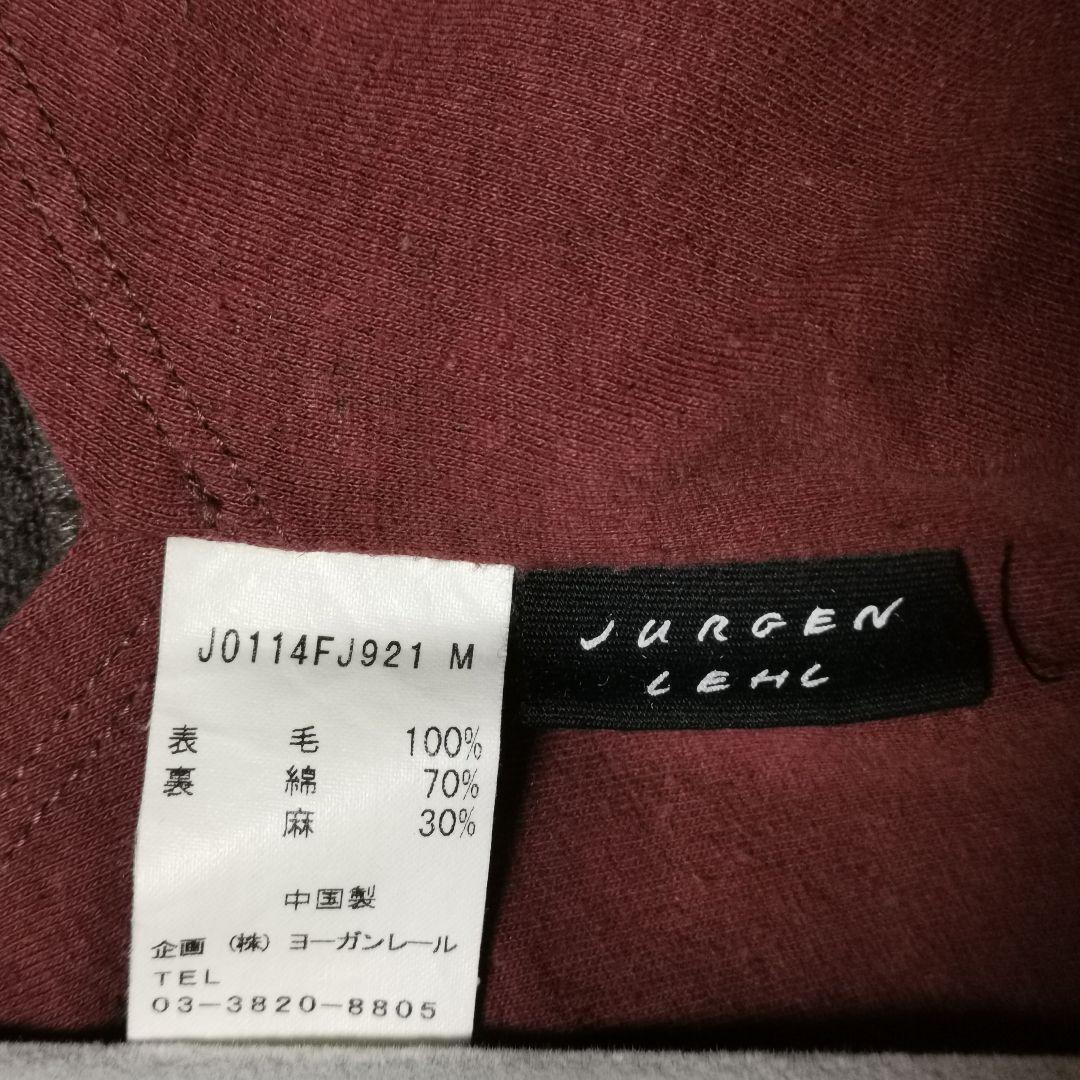 J0114FJ921 M
表 毛 100%
裏 綿 70%
麻 30%
中国製
企画 (株) ヨーガンレール
TEL
03-3820-8805
JURGEN
LEHL